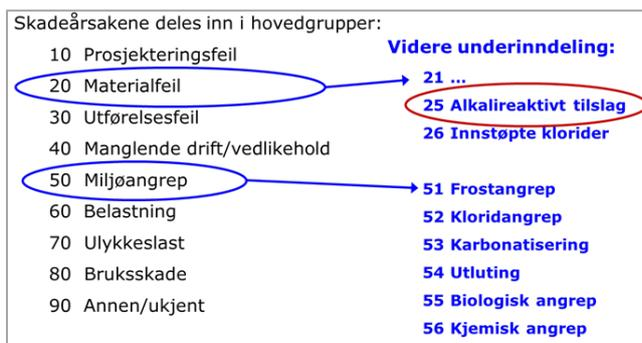 Skadeårsakene deles inn i hovedgrupper:
10 Prosjekteringsfeil
20 Materialfeil
30 Utførelsesfeil
40 Manglende drift/vedlikehold
50 Miljøangrep
60 Belastning
70 Ulykkeslast
80 Bruksskade
90 Annen/ukjent
Videre underinndeling:
21 ...
25 Alkalireaktivt tilslag
26 Innstøpte klorider
51 Frostangrep
52 Kloridangrep
53 Karbonatisering
54 Utluting
55 Biologisk angrep
56 Kjemisk angrep